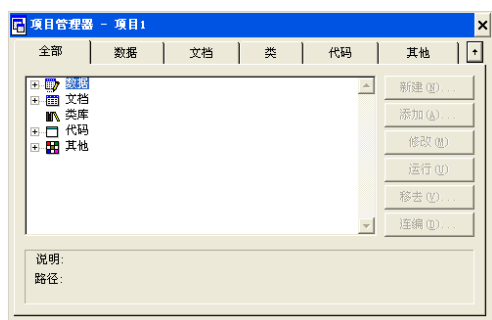 项目管理器 - 项目1
全部 数据 文档 类 代码 其他
数据
文档
类库
代码
其他
新建(N)...
添加(A)...
修改(M)
运行(U)
移去(V)...
连编(D)...
说明:
路径: